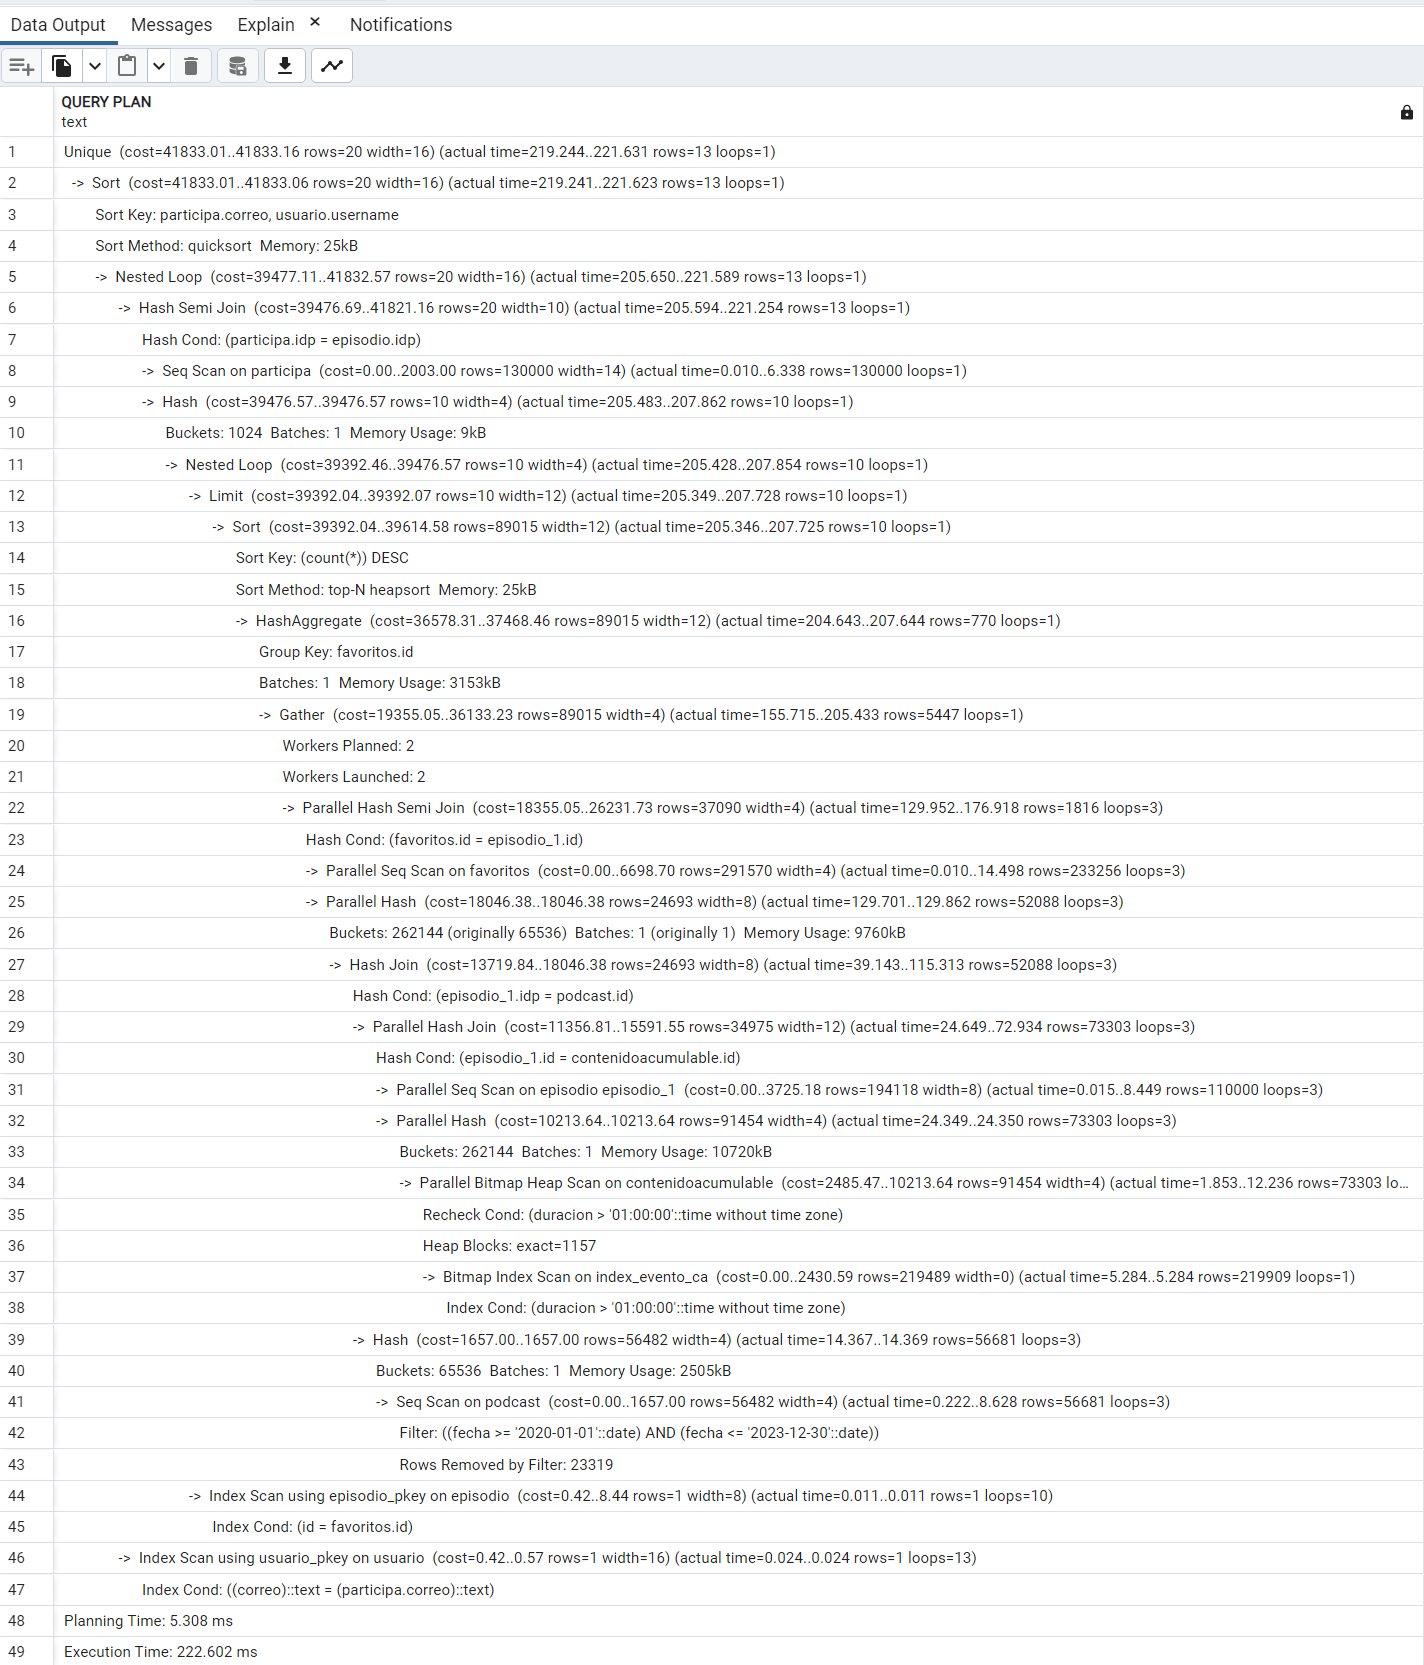 Data Output Messages Explain × Notifications
QUERY PLAN
text
1 Unique (cost=41833.01..41833.16 rows=20 width=16) (actual time=219.244..221.631 rows=13 loops=1)
2 -> Sort (cost=41833.01..41833.06 rows=20 width=16) (actual time=219.241..221.623 rows=13 loops=1)
3 Sort Key: participa.correo, usuario.username
4 Sort Method: quicksort Memory: 25kB
5 -> Nested Loop (cost=39477.11..41832.57 rows=20 width=16) (actual time=205.650..221.589 rows=13 loops=1)
6 -> Hash Semi Join (cost=39476.69..41821.16 rows=20 width=10) (actual time=205.594..221.254 rows=13 loops=1)
7 Hash Cond: (participa.idp = episodio.idp)
8 -> Seq Scan on participa (cost=0.00..2003.00 rows=130000 width=14) (actual time=0.010..6.338 rows=130000 loops=1)
9 -> Hash (cost=39476.57..39476.57 rows=10 width=4) (actual time=205.483..207.862 rows=10 loops=1)
10 Buckets: 1024 Batches: 1 Memory Usage: 9kB
11 -> Nested Loop (cost=39392.46..39476.57 rows=10 width=4) (actual time=205.428..207.854 rows=10 loops=1)
12 -> Limit (cost=39392.04..39392.07 rows=10 width=12) (actual time=205.349..207.728 rows=10 loops=1)
13 -> Sort (cost=39392.04..39614.58 rows=89015 width=12) (actual time=205.346..207.725 rows=10 loops=1)
14 Sort Key: (count(*)) DESC
15 Sort Method: top-N heapsort Memory: 25kB
16 -> HashAggregate (cost=36578.31..37468.46 rows=89015 width=12) (actual time=204.643..207.644 rows=770 loops=1)
17 Group Key: favoritos.id
18 Batches: 1 Memory Usage: 3153kB
19 -> Gather (cost=19355.05..36133.23 rows=89015 width=4) (actual time=155.715..205.433 rows=5447 loops=1)
20 Workers Planned: 2
21 Workers Launched: 2
22 -> Parallel Hash Semi Join (cost=18355.05..26231.73 rows=37090 width=4) (actual time=129.952..176.918 rows=1816 loops=3)
23 Hash Cond: (favoritos.id = episodio_1.id)
24 -> Parallel Seq Scan on favoritos (cost=0.00..6698.70 rows=291570 width=4) (actual time=0.010..14.498 rows=233256 loops=3)
25 -> Parallel Hash (cost=18046.38..18046.38 rows=24693 width=8) (actual time=129.701..129.862 rows=52088 loops=3)
26 Buckets: 262144 (originally 65536) Batches: 1 (originally 1) Memory Usage: 9760kB
27 -> Hash Join (cost=13719.84..18046.38 rows=24693 width=8) (actual time=39.143..115.313 rows=52088 loops=3)
28 Hash Cond: (episodio_1.idp = podcast.id)
29 -> Parallel Hash Join (cost=11356.81..15591.55 rows=34975 width=12) (actual time=24.649..72.934 rows=73303 loops=3)
30 Hash Cond: (episodio_1.id = contenidoacumulable.id)
31 -> Parallel Seq Scan on episodio episodio_1 (cost=0.00..3725.18 rows=194118 width=8) (actual time=0.015..8.449 rows=110000 loops=3)
32 -> Parallel Hash (cost=10213.64..10213.64 rows=91454 width=4) (actual time=24.349..24.350 rows=73303 loops=3)
33 Buckets: 262144 Batches: 1 Memory Usage: 10720kB
34 -> Parallel Bitmap Heap Scan on contenidoacumulable (cost=2485.47..10213.64 rows=91454 width=4) (actual time=1.853..12.236 rows=73303 lo...
35 Recheck Cond: (duracion > '01:00:00'::time without time zone)
36 Heap Blocks: exact=1157
37 -> Bitmap Index Scan on index_evento_ca (cost=0.00..2430.59 rows=219489 width=0) (actual time=5.284..5.284 rows=219909 loops=1)
38 Index Cond: (duracion > '01:00:00'::time without time zone)
39 -> Hash (cost=1657.00..1657.00 rows=56482 width=4) (actual time=14.367..14.369 rows=56681 loops=3)
40 Buckets: 65536 Batches: 1 Memory Usage: 2505kB
41 -> Seq Scan on podcast (cost=0.00..1657.00 rows=56482 width=4) (actual time=0.222..8.628 rows=56681 loops=3)
42 Filter: ((fecha >= '2020-01-01'::date) AND (fecha <= '2023-12-30'::date))
43 Rows Removed by Filter: 23319
44 -> Index Scan using episodio_pkey on episodio (cost=0.42..8.44 rows=1 width=8) (actual time=0.011..0.011 rows=1 loops=10)
45 Index Cond: (id = favoritos.id)
46 -> Index Scan using usuario_pkey on usuario (cost=0.42..0.57 rows=1 width=16) (actual time=0.024..0.024 rows=1 loops=13)
47 Index Cond: ((correo)::text = (participa.correo)::text)
48 Planning Time: 5.308 ms
49 Execution Time: 222.602 ms